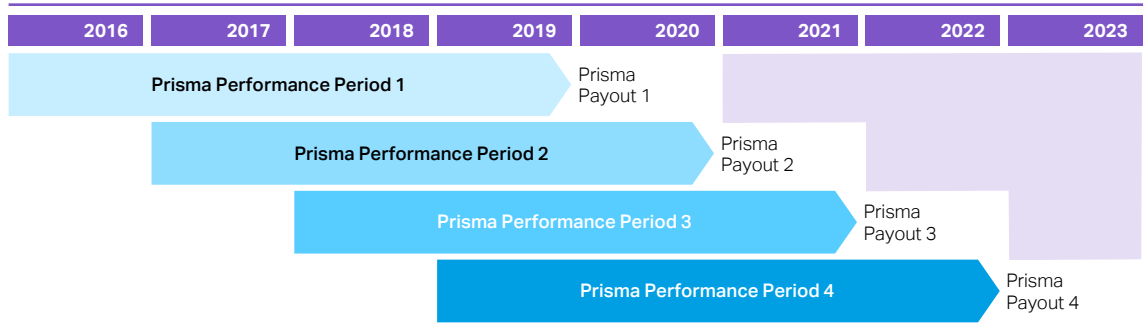 2016 2017 2018 2019 2020 2021 2022 2023
Prisma Performance Period 1
Prisma
Payout 1
Prisma Performance Period 2
Prisma
Payout 2
Prisma Performance Period 3
Prisma
Payout 3
Prisma Performance Period 4
Prisma
Payout 4